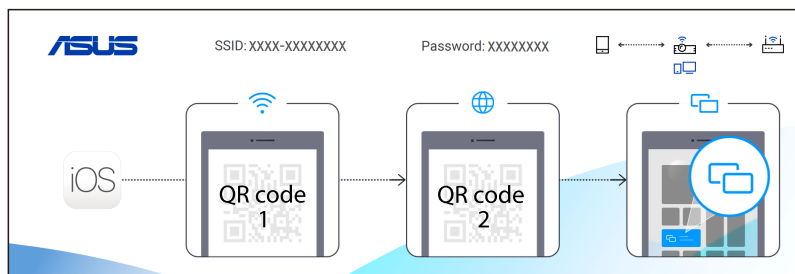 ASUS
SSID: XXXX-XXXXXXXX
Password: XXXXXXXX
iOS
QR code
1
QR code
2